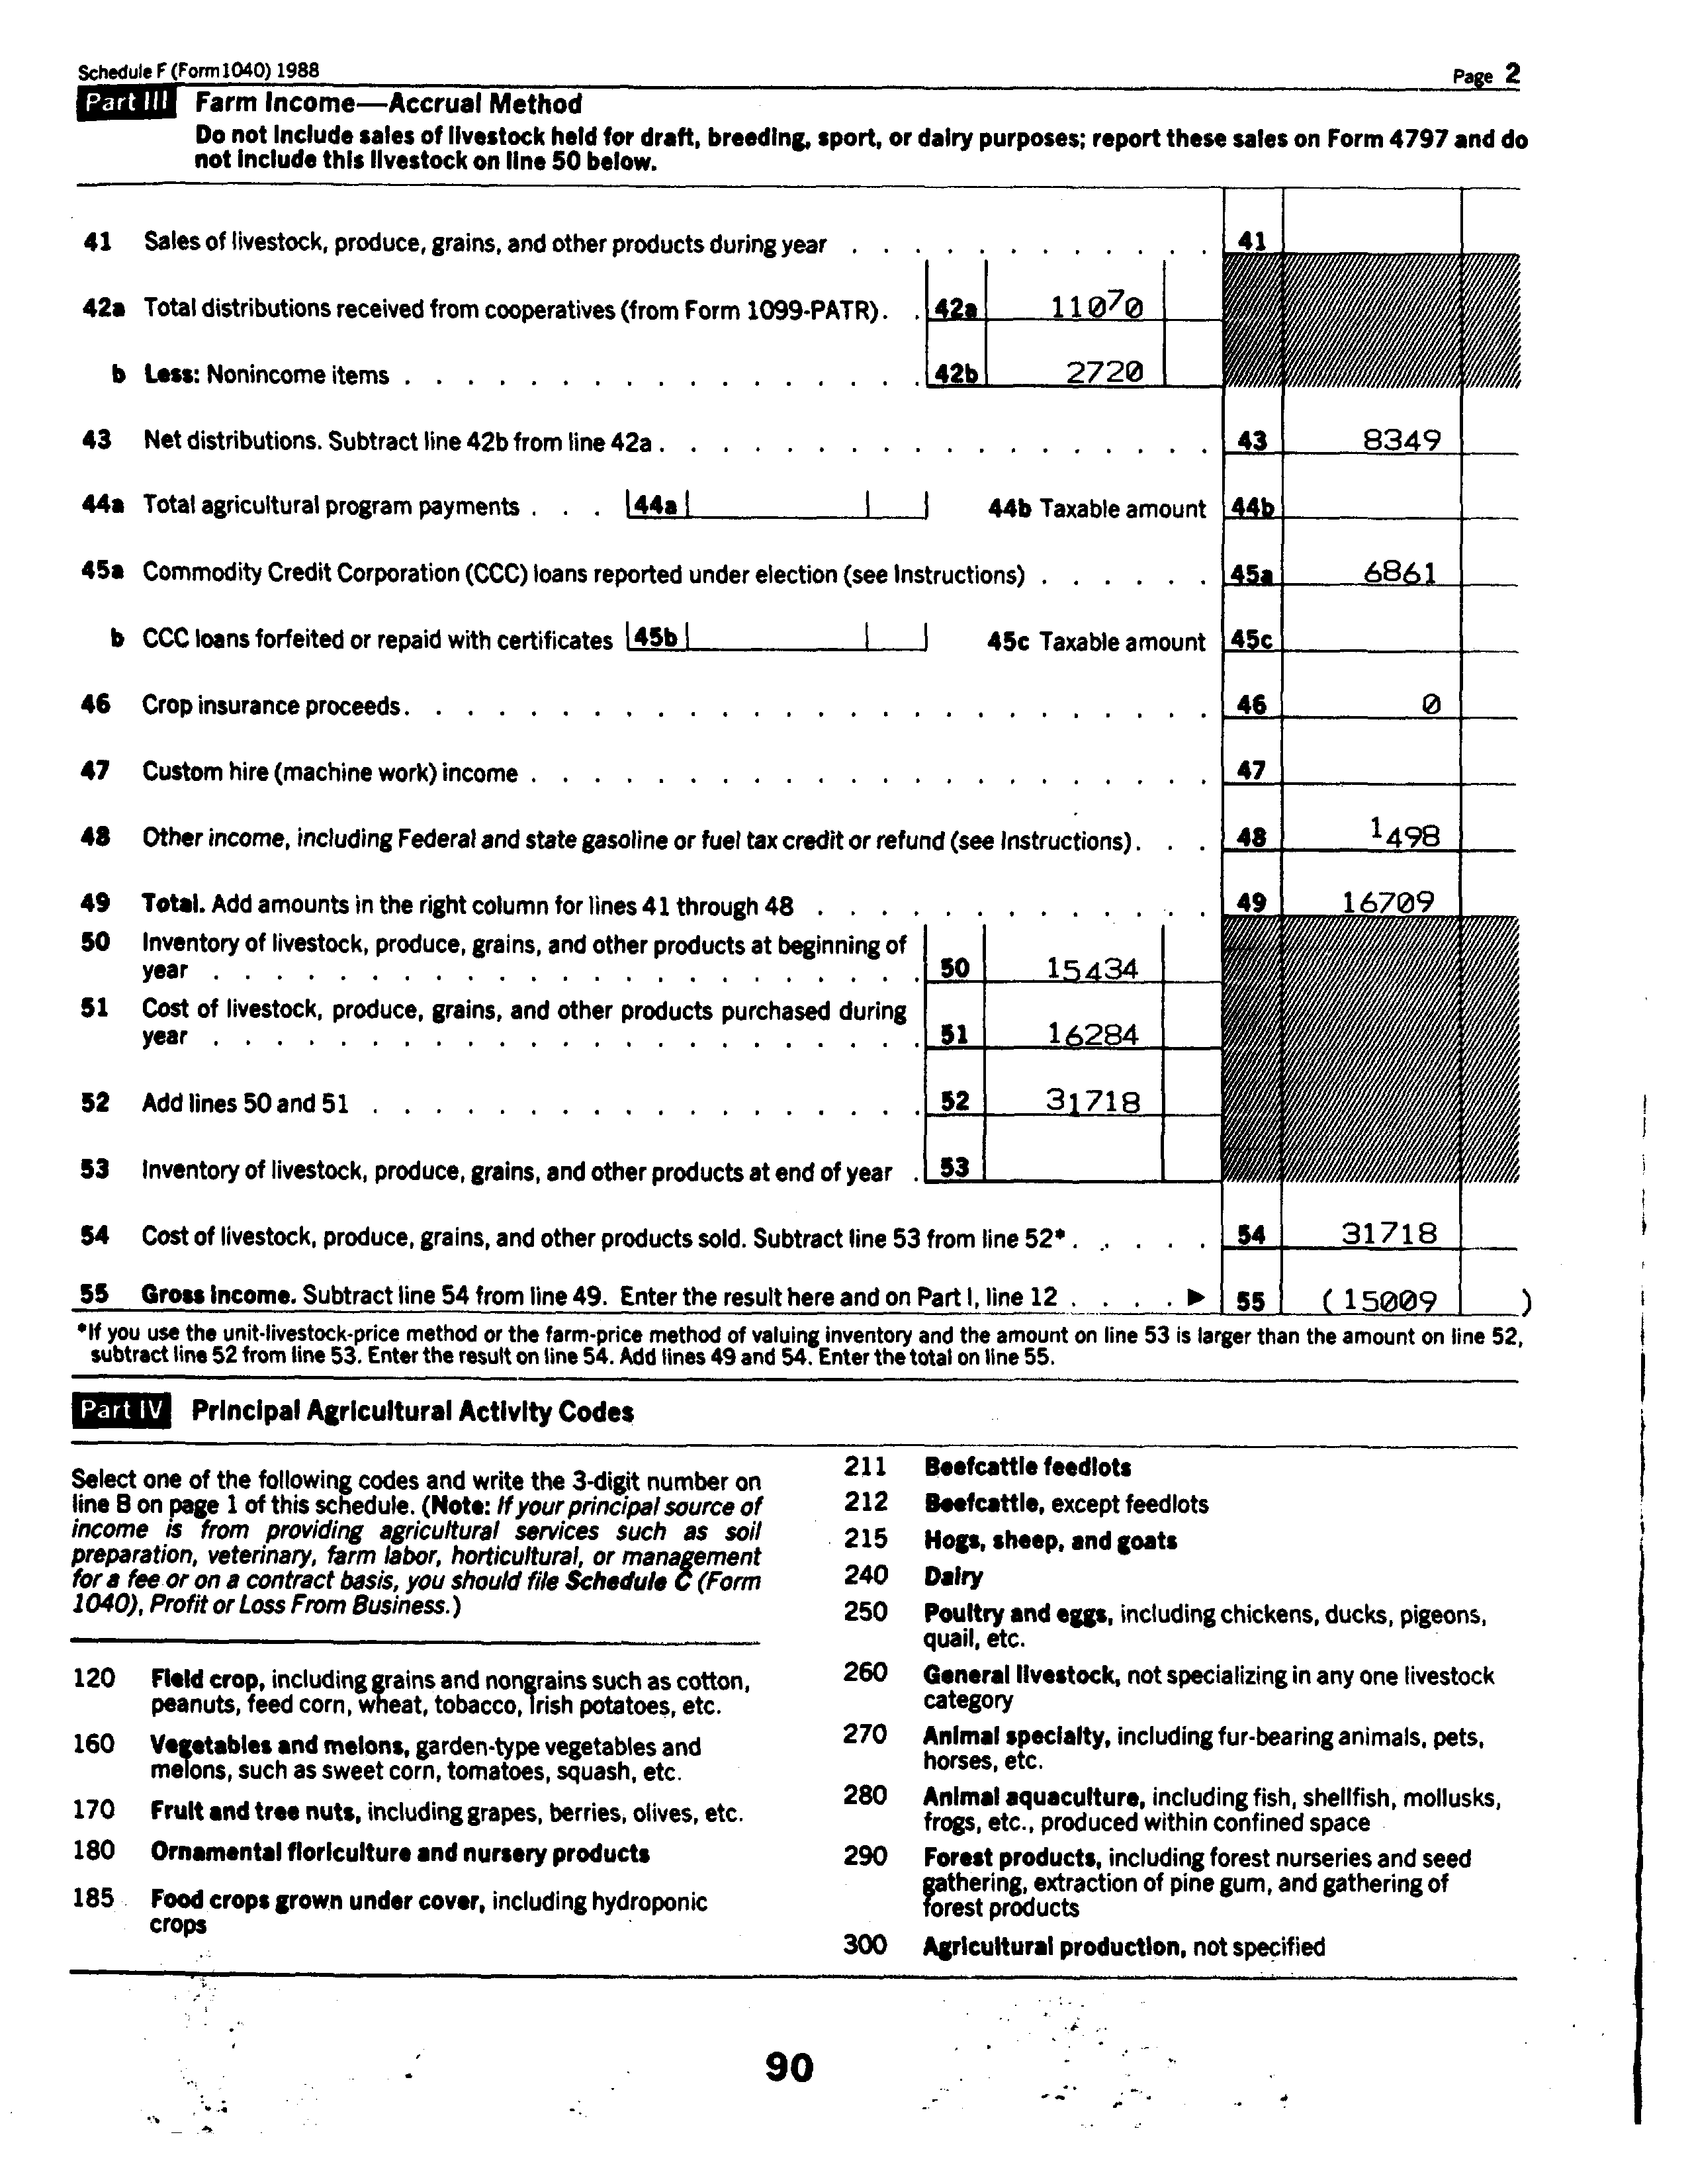 Schedule F (Form 1040) 1988 Page 2
Part III Farm Income—Accrual Method
Do not include sales of livestock held for draft, breeding, sport, or dairy purposes; report these sales on Form 4797 and do
not include this livestock on line 50 below.
41 Sales of livestock, produce, grains, and other products during year . . . . . . . . . . . . 41
42a Total distributions received from cooperatives (from Form 1099-PATR). . 42a 11070
b Less: Nonincome items . . . . . . . . . . . . . . . . . 42b 2720
43 Net distributions. Subtract line 42b from line 42a . . . . . . . . . . . . . . . . . . 43 8349
44a Total agricultural program payments . . . 44a 44b Taxable amount 44b
45a Commodity Credit Corporation (CCC) loans reported under election (see Instructions) . . . . . . 45a 6861
b CCC loans forfeited or repaid with certificates 45b 45c Taxable amount 45c
46 Crop insurance proceeds. . . . . . . . . . . . . . . . . . . . . . . . . . 46 0
47 Custom hire (machine work) income . . . . . . . . . . . . . . . . . . . . . . 47
48 Other income, including Federal and state gasoline or fuel tax credit or refund (see Instructions). . . 48 1498
49 Total. Add amounts in the right column for lines 41 through 48 . . . . . . . . . . . . . 49 16709
50 Inventory of livestock, produce, grains, and other products at beginning of
year . . . . . . . . . . . . . . . . . . . . . . . 50 15434
51 Cost of livestock, produce, grains, and other products purchased during
year . . . . . . . . . . . . . . . . . . . . . . . 51 16284
52 Add lines 50 and 51 . . . . . . . . . . . . . . . . . . 52 31718
53 Inventory of livestock, produce, grains, and other products at end of year . 53
54 Cost of livestock, produce, grains, and other products sold. Subtract line 53 from line 52* . . . . . 54 31718
55 Gross income. Subtract line 54 from line 49. Enter the result here and on Part I, line 12 . . . . ▶ 55 (15009 )
*If you use the unit-livestock-price method or the farm-price method of valuing inventory and the amount on line 53 is larger than the amount on line 52,
subtract line 52 from line 53. Enter the result on line 54. Add lines 49 and 54. Enter the total on line 55.
Part IV Principal Agricultural Activity Codes
Select one of the following codes and write the 3-digit number on
line B on page 1 of this schedule. (Note: If your principal source of
income is from providing agricultural services such as soil
preparation, veterinary, farm labor, horticultural, or management
for a fee or on a contract basis, you should file Schedule C (Form
1040), Profit or Loss From Business.)
120 Field crop, including grains and nongrains such as cotton,
peanuts, feed corn, wheat, tobacco, Irish potatoes, etc.
160 Vegetables and melons, garden-type vegetables and
melons, such as sweet corn, tomatoes, squash, etc.
170 Fruit and tree nuts, including grapes, berries, olives, etc.
180 Ornamental floriculture and nursery products
185 Food crops grown under cover, including hydroponic
crops
211 Beefcattle feedlots
212 Beefcattle, except feedlots
215 Hogs, sheep, and goats
240 Dairy
250 Poultry and eggs, including chickens, ducks, pigeons,
quail, etc.
260 General livestock, not specializing in any one livestock
category
270 Animal specialty, including fur-bearing animals, pets,
horses, etc.
280 Animal aquaculture, including fish, shellfish, mollusks,
frogs, etc., produced within confined space
290 Forest products, including forest nurseries and seed
gathering, extraction of pine gum, and gathering of
forest products
300 Agricultural production, not specified
90